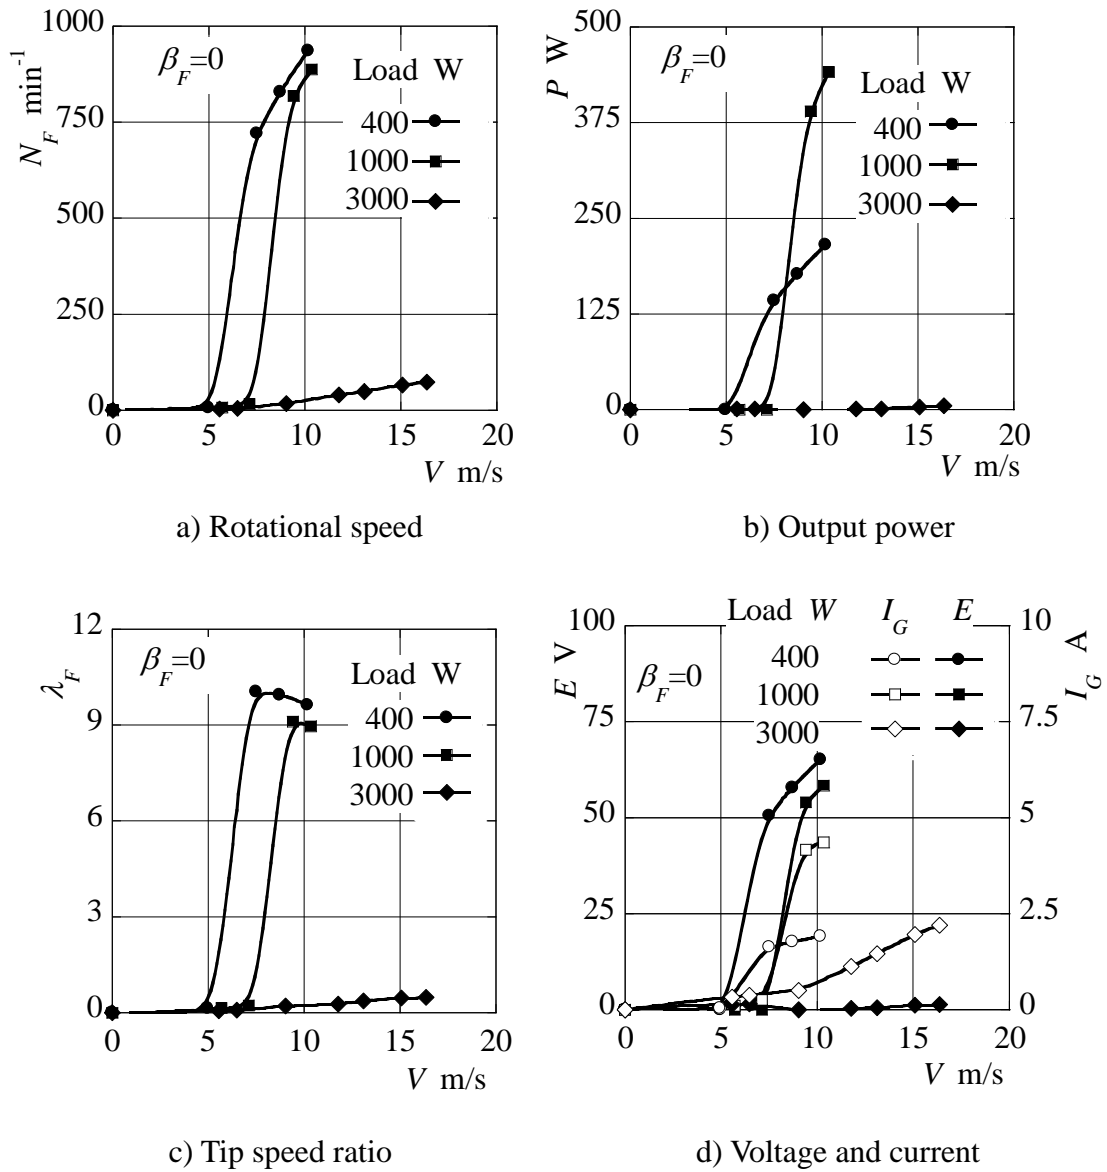 1000
750
500
250
0
N_F min⁻¹
β_F=0
Load W
400
1000
3000
0 5 10 15 20
V m/s
a) Rotational speed
500
375
250
125
0
P W
β_F=0
Load W
400
1000
3000
0 5 10 15 20
V m/s
b) Output power
12
9
6
3
0
λ_F
β_F=0
Load W
400
1000
3000
0 5 10 15 20
V m/s
c) Tip speed ratio
100
75
50
25
0
E V
β_F=0
Load W I_G E
400
1000
3000
10
7.5
5
2.5
0
I_G A
0 5 10 15 20
V m/s
d) Voltage and current